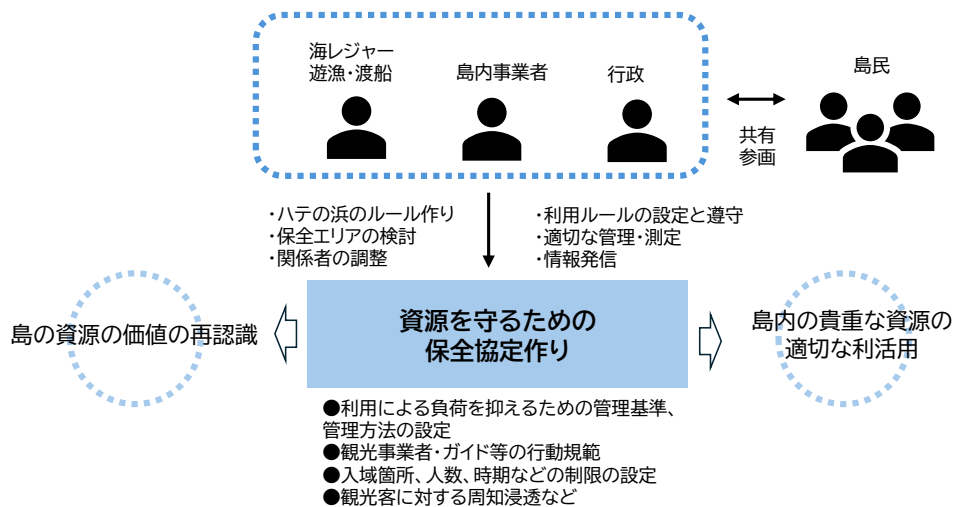 海レジャー
遊漁・渡船
島内事業者
行政
島民
共有
参画
・ハテの浜のルール作り
・保全エリアの検討
・関係者の調整
・利用ルールの設定と遵守
・適切な管理・測定
・情報発信
島の資源の価値の再認識
資源を守るための
保全協定作り
島内の貴重な資源の
適切な利活用
●利用による負荷を抑えるための管理基準、
管理方法の設定
●観光事業者・ガイド等の行動規範
●入域箇所、人数、時期などの制限の設定
●観光客に対する周知浸透など